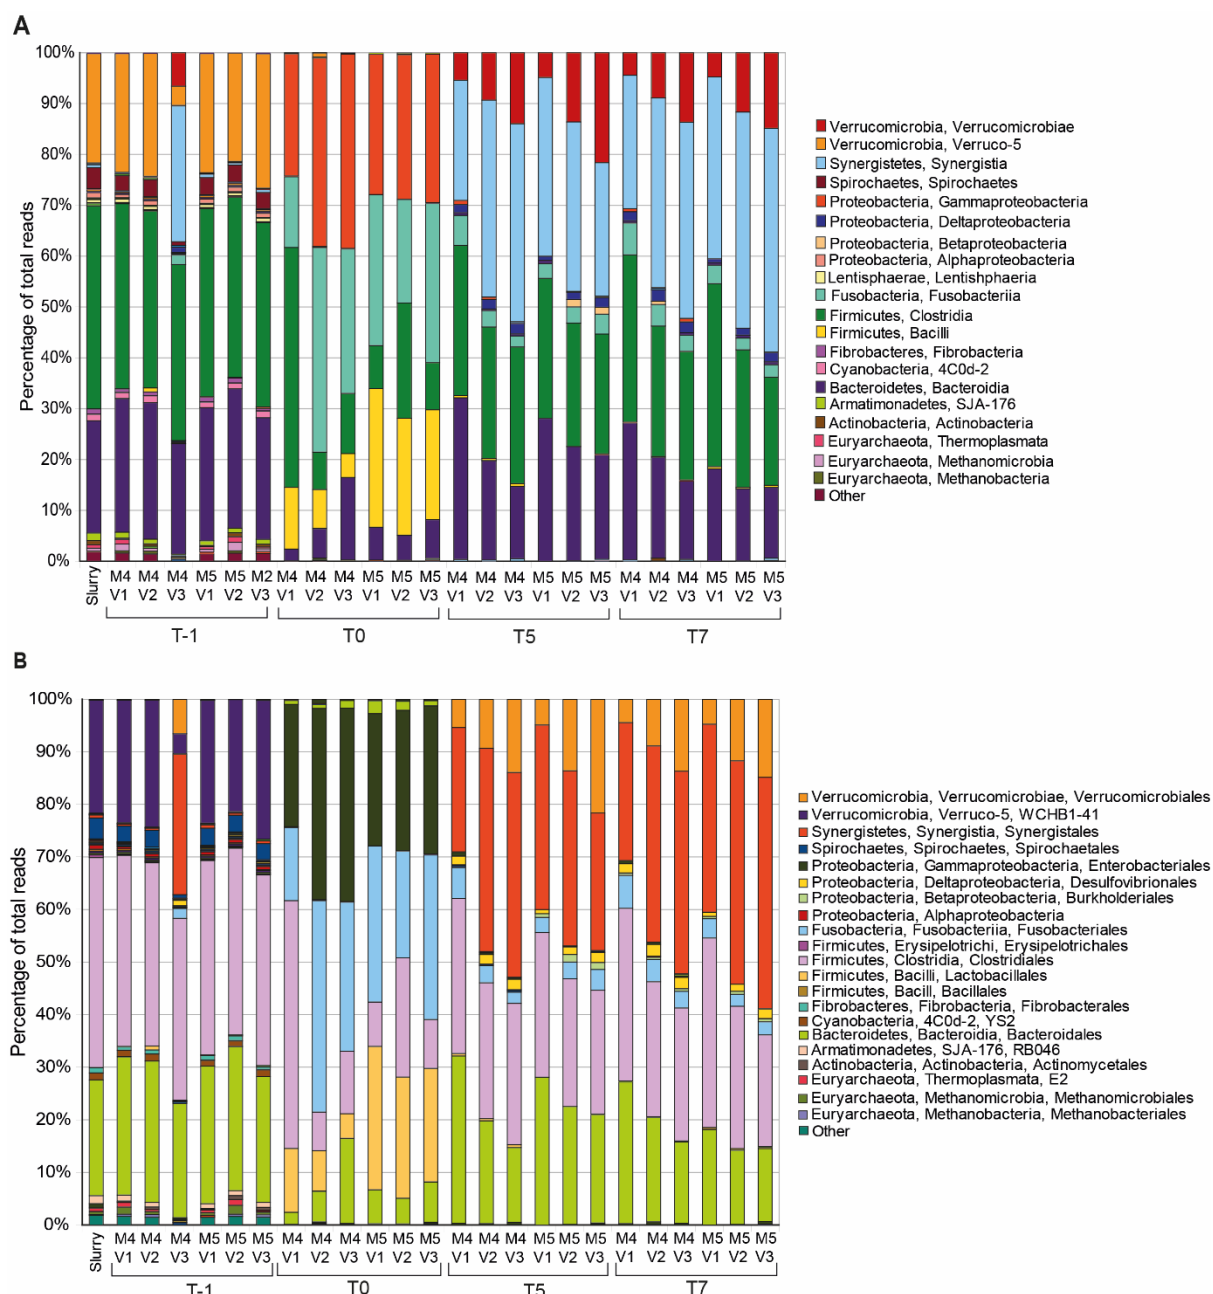 A
Percentage of total reads
100%
90%
80%
70%
60%
50%
40%
30%
20%
10%
0%
Slurry
M4 M4 M4 M5 M5 M2 M4 M4 M4 M5 M5 M5 M4 M4 M4 M5 M5 M5 M4 M4 M4 M5 M5 M5
V1 V2 V3 V1 V2 V3 V1 V2 V3 V1 V2 V3 V1 V2 V3 V1 V2 V3 V1 V2 V3 V1 V2 V3
T-1 T0 T5 T7
Verrucomicrobia, Verrucomicrobiae
Verrucomicrobia, Verruco-5
Synergistetes, Synergistia
Spirochaetes, Spirochaetes
Proteobacteria, Gammaproteobacteria
Proteobacteria, Deltaproteobacteria
Proteobacteria, Betaproteobacteria
Proteobacteria, Alphaproteobacteria
Lentisphaerae, Lentishphaeria
Fusobacteria, Fusobacteriia
Firmicutes, Clostridia
Firmicutes, Bacilli
Fibrobacteres, Fibrobacteria
Cyanobacteria, 4C0d-2
Bacteroidetes, Bacteroidia
Armatimonadetes, SJA-176
Actinobacteria, Actinobacteria
Euryarchaeota, Thermoplasmata
Euryarchaeota, Methanomicrobia
Euryarchaeota, Methanobacteria
Other
B
Percentage of total reads
100%
90%
80%
70%
60%
50%
40%
30%
20%
10%
0%
Slurry
M4 M4 M4 M5 M5 M5 M4 M4 M4 M5 M5 M5 M4 M4 M4 M5 M5 M5 M4 M4 M4 M5 M5 M5
V1 V2 V3 V1 V2 V3 V1 V2 V3 V1 V2 V3 V1 V2 V3 V1 V2 V3 V1 V2 V3 V1 V2 V3
T-1 T0 T5 T7
Verrucomicrobia, Verrucomicrobiae, Verrucomicrobiales
Verrucomicrobia, Verruco-5, WCHB1-41
Synergistetes, Synergistia, Synergistales
Spirochaetes, Spirochaetes, Spirochaetales
Proteobacteria, Gammaproteobacteria, Enterobacteriales
Proteobacteria, Deltaproteobacteria, Desulfovibrionales
Proteobacteria, Betaproteobacteria, Burkholderiales
Proteobacteria, Alphaproteobacteria
Fusobacteria, Fusobacteriia, Fusobacteriales
Firmicutes, Erysipelotrichi, Erysipelotrichales
Firmicutes, Clostridia, Clostridiales
Firmicutes, Bacilli, Lactobacillales
Firmicutes, Bacill, Bacillales
Fibrobacteres, Fibrobacteria, Fibrobacterales
Cyanobacteria, 4C0d-2, YS2
Bacteroidetes, Bacteroidia, Bacteroidales
Armatimonadetes, SJA-176, RB046
Actinobacteria, Actinobacteria, Actinomycetales
Euryarchaeota, Thermoplasmata, E2
Euryarchaeota, Methanomicrobia, Methanomicrobiales
Euryarchaeota, Methanobacteria, Methanobacteriales
Other